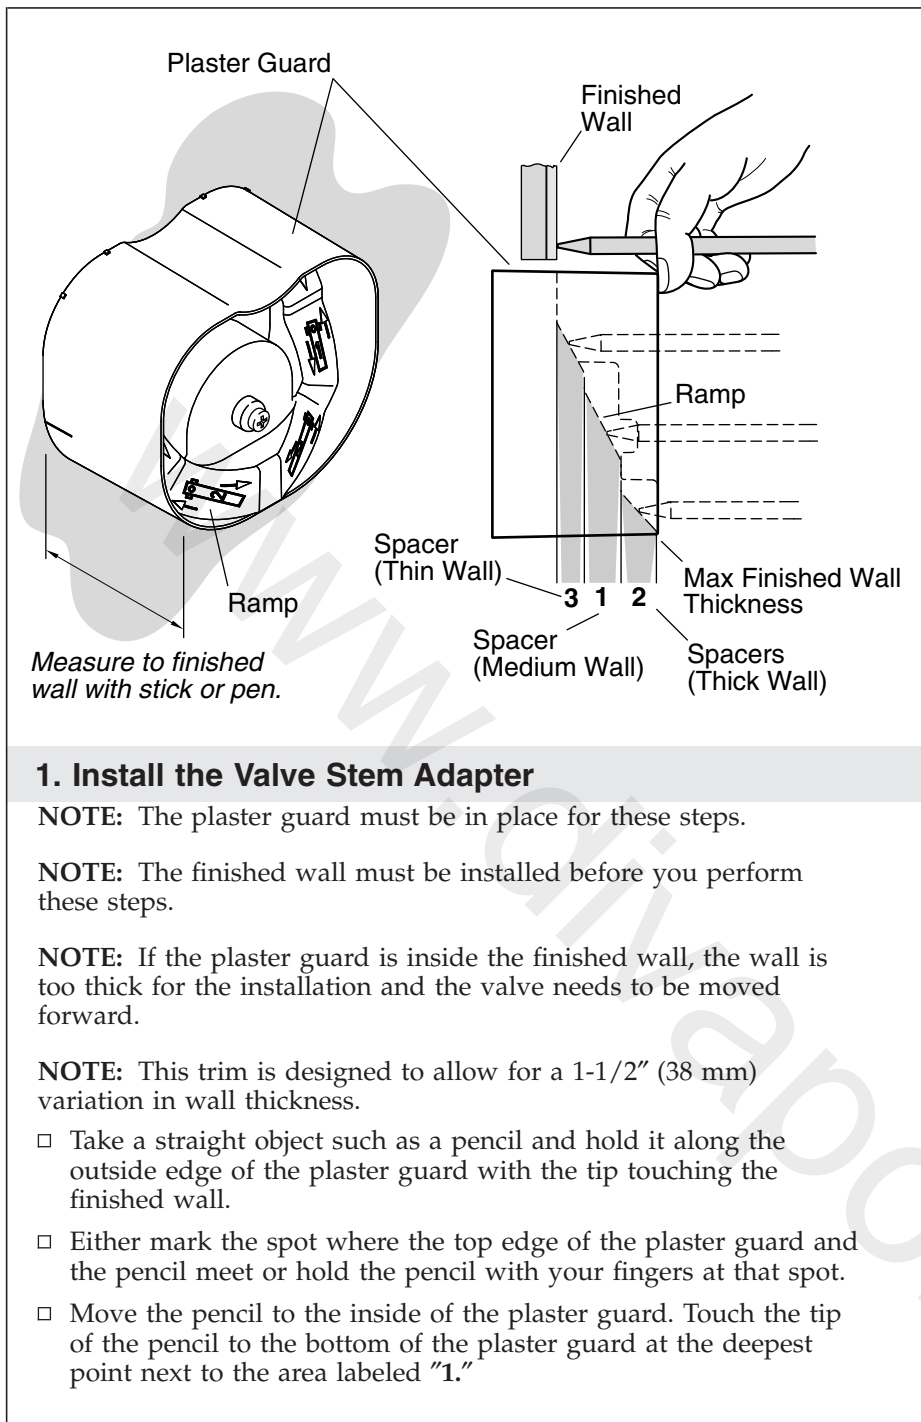 Plaster Guard
Finished
Wall
Ramp
Spacer
(Thin Wall)
Max Finished Wall
Thickness
Ramp
3 1 2
Spacer
(Medium Wall)
Spacers
(Thick Wall)
Measure to finished
wall with stick or pen.
1. Install the Valve Stem Adapter
NOTE: The plaster guard must be in place for these steps.
NOTE: The finished wall must be installed before you perform
these steps.
NOTE: If the plaster guard is inside the finished wall, the wall is
too thick for the installation and the valve needs to be moved
forward.
NOTE: This trim is designed to allow for a 1-1/2″ (38 mm)
variation in wall thickness.
□ Take a straight object such as a pencil and hold it along the
outside edge of the plaster guard with the tip touching the
finished wall.
□ Either mark the spot where the top edge of the plaster guard and
the pencil meet or hold the pencil with your fingers at that spot.
□ Move the pencil to the inside of the plaster guard. Touch the tip
of the pencil to the bottom of the plaster guard at the deepest
point next to the area labeled ″1.″
1
2
www.divapo